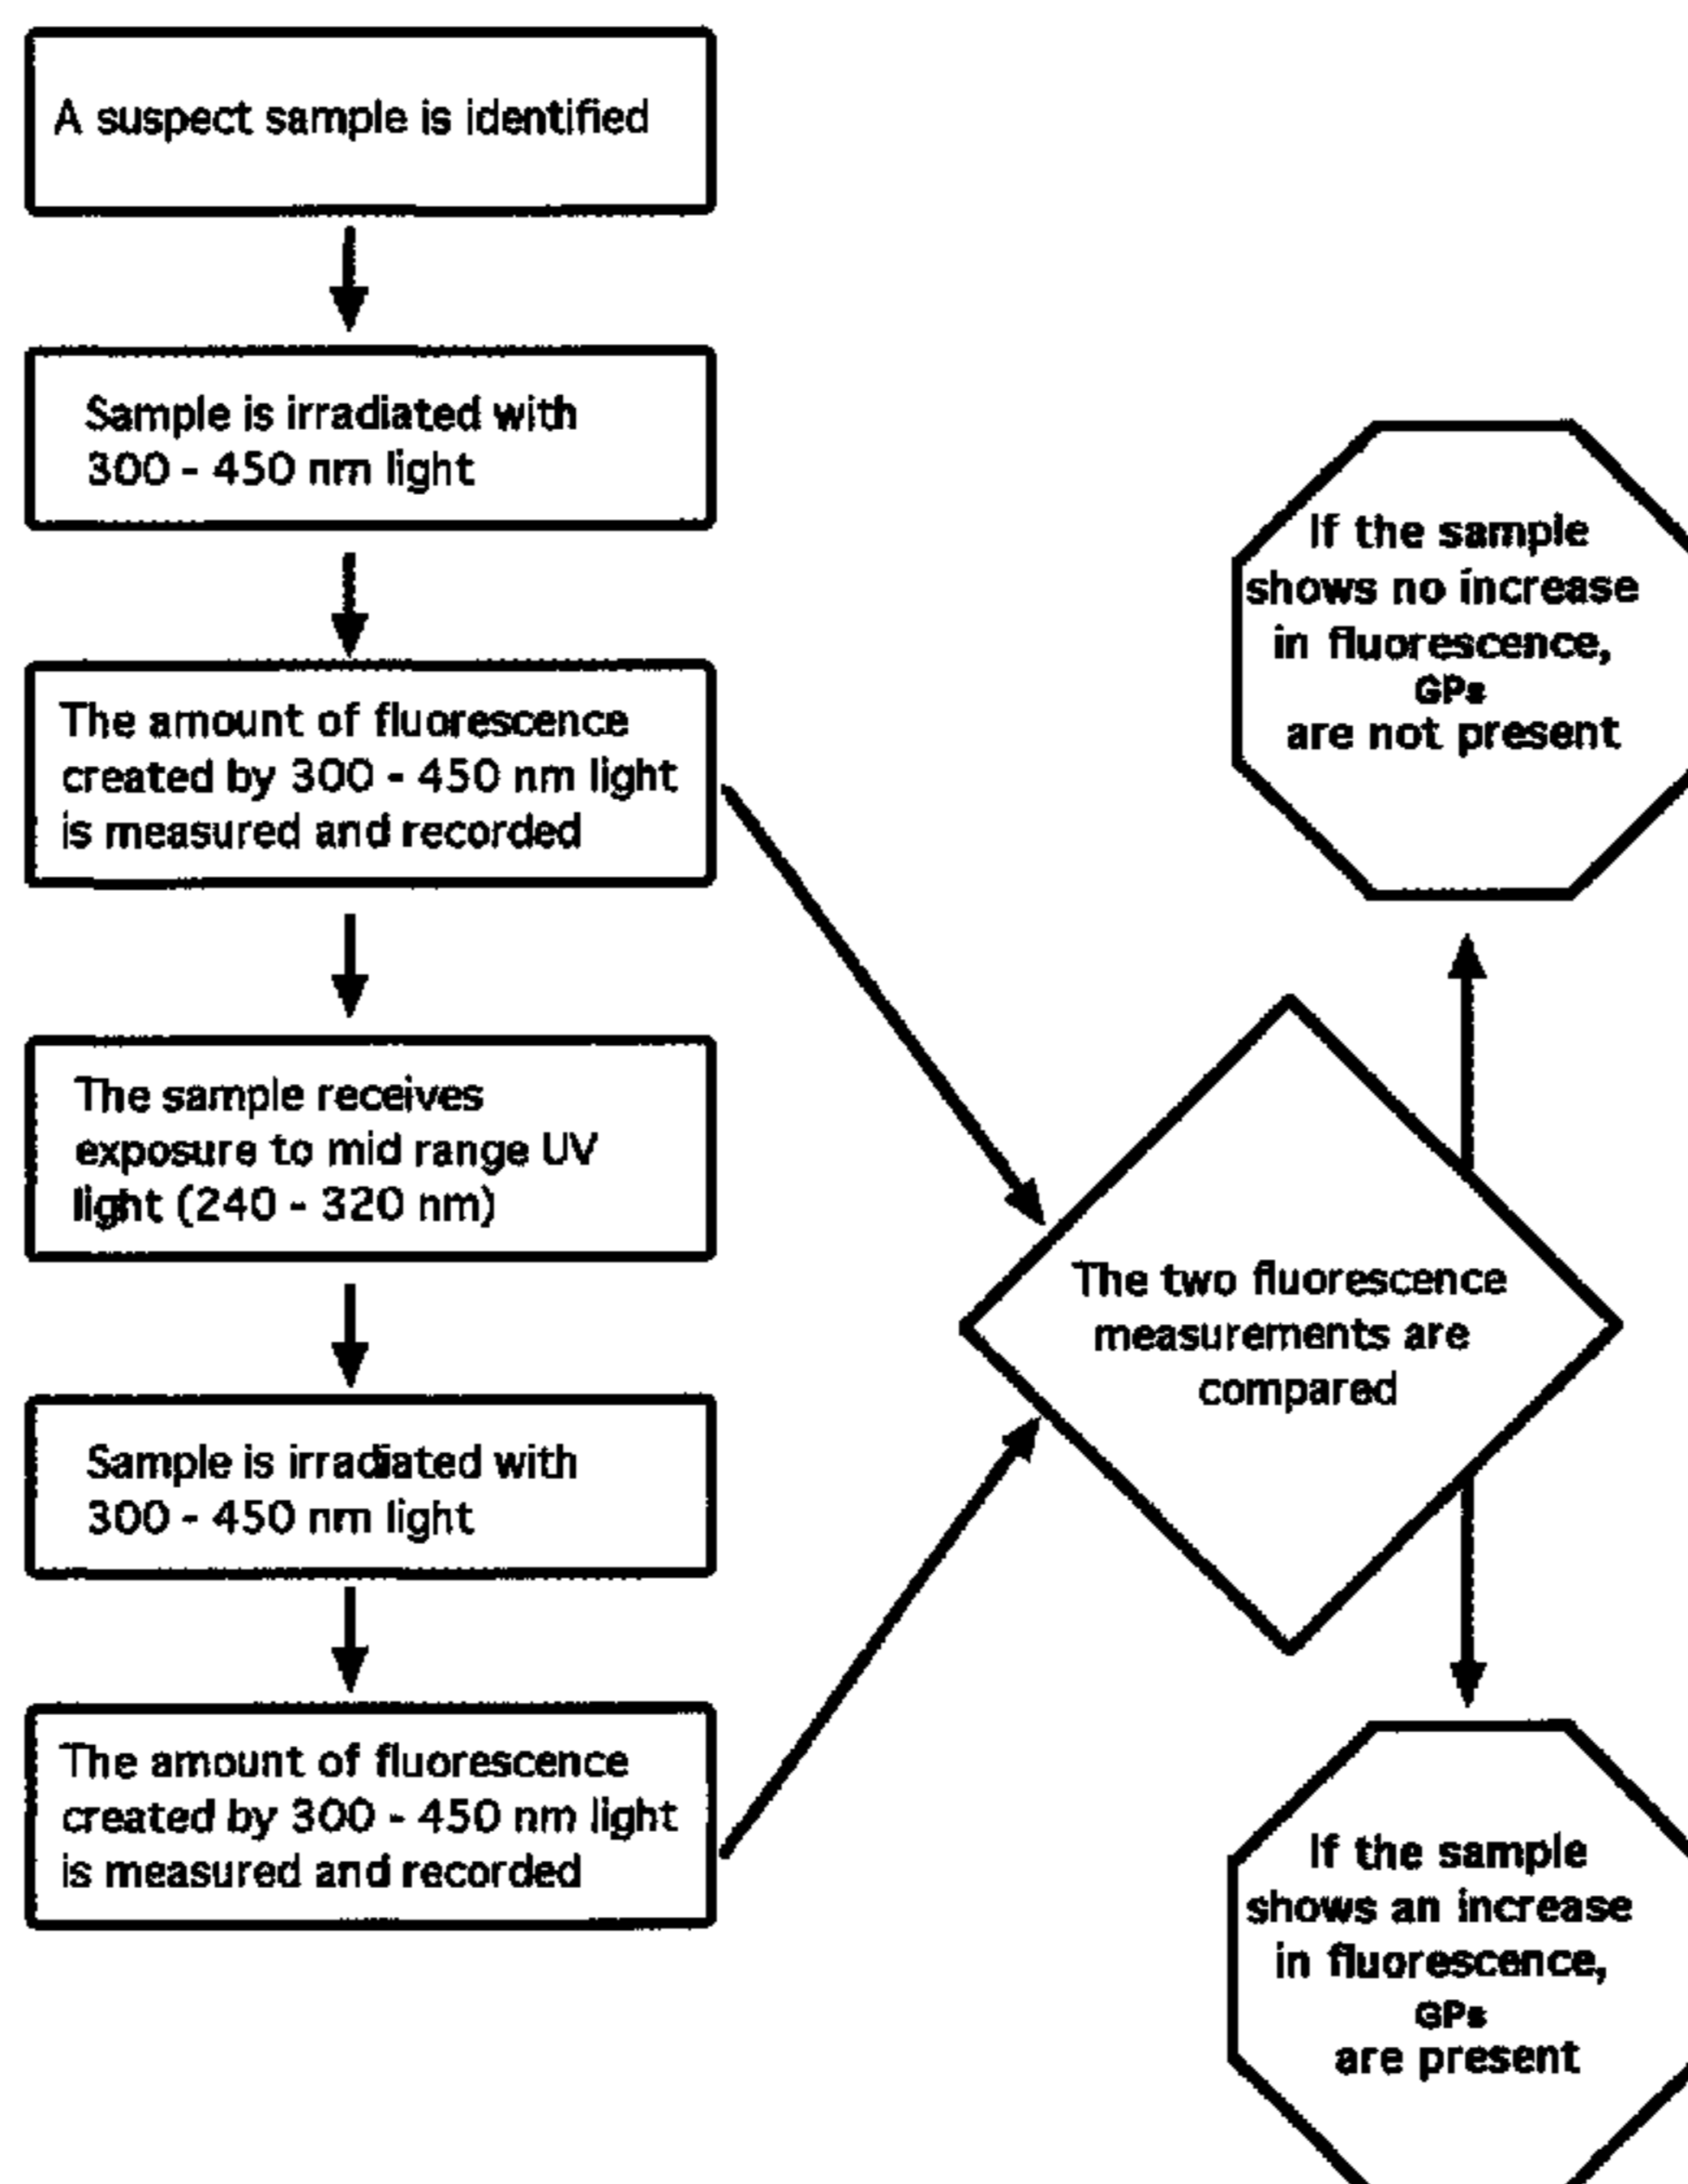 A suspect sample is identified
Sample is irradiated with
300 - 450 nm light
The amount of fluorescence
created by 300 - 450 nm light
is measured and recorded
The sample receives
exposure to mid range UV
light (240 - 320 nm)
Sample is irradiated with
300 - 450 nm light
The amount of fluorescence
created by 300 - 450 nm light
is measured and recorded
The two fluorescence
measurements are
compared
If the sample
shows no increase
in fluorescence,
GPs
are not present
If the sample
shows an increase
in fluorescence,
GPs
are present